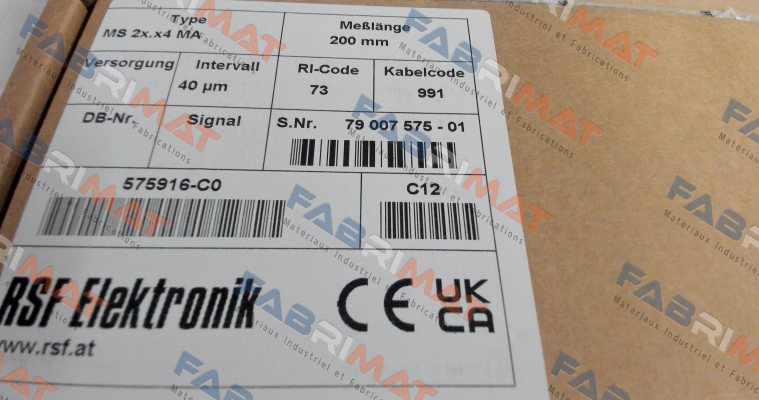 Type
MS 2x.x4 MA
Meßlänge
200 mm
Versorgung
Intervall
40 µm
RI-Code
73
Kabelcode
991
DB-Nr.
Signal
S.Nr. 79 007 575 - 01
575916-C0
C12
RSF Elektronik
www.rsf.at
CE
UK
CA
FABRIMAT
Matériaux Industriel et Fabrications